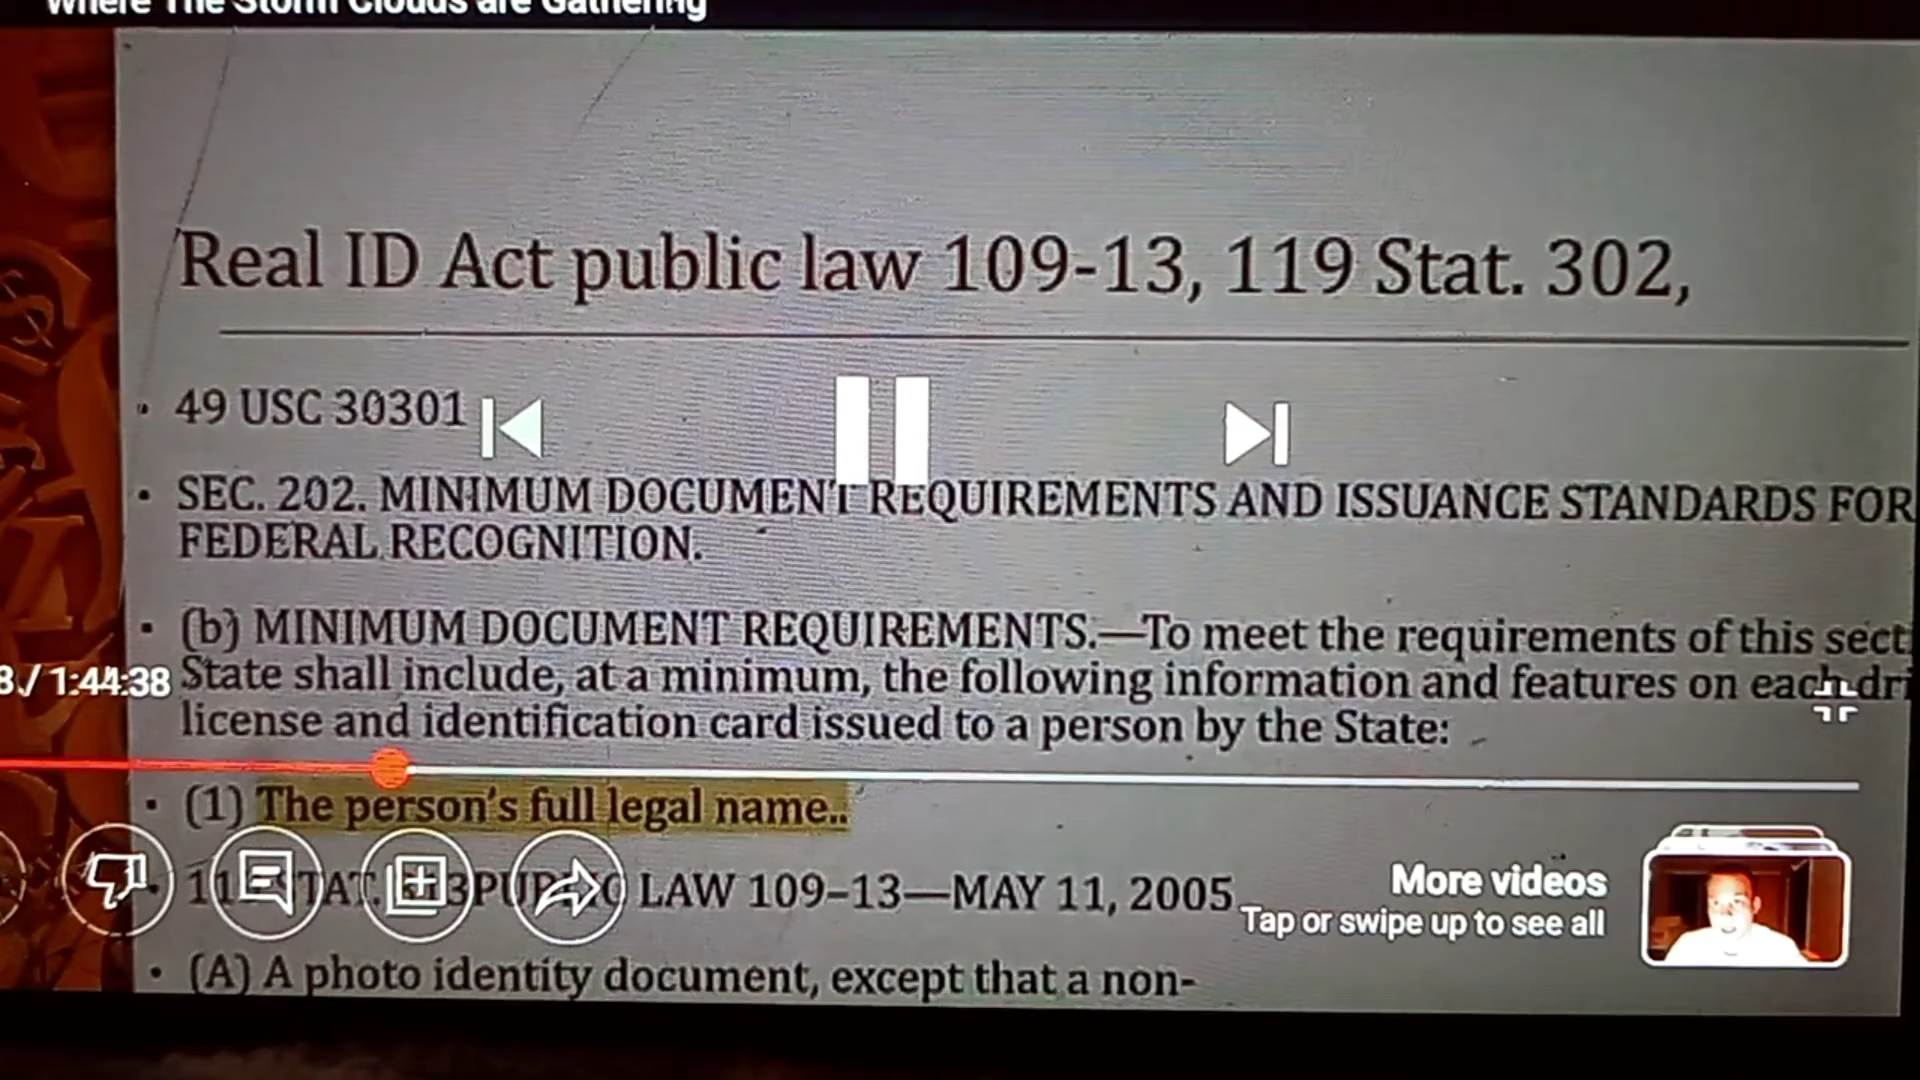 Where The Storm Clouds are Gathering
Real ID Act public law 109-13, 119 Stat. 302,
49 USC 30301
SEC. 202. MINIMUM DOCUMENT REQUIREMENTS AND ISSUANCE STANDARDS FOR
FEDERAL RECOGNITION.
(b) MINIMUM DOCUMENT REQUIREMENTS.—To meet the requirements of this sect
8 / 1:44:38
State shall include, at a minimum, the following information and features on each dri
license and identification card issued to a person by the State:
(1) The person's full legal name..
LAW 109–13—MAY 11, 2005
More videos
Tap or swipe up to see all
(A) A photo identity document, except that a non-